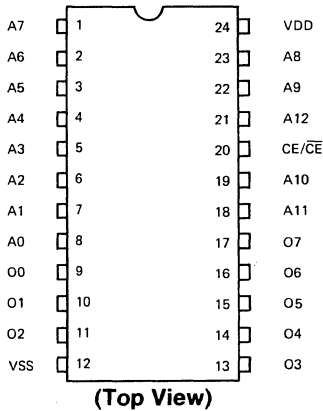 A7 1 24 VDD
A6 2 23 A8
A5 3 22 A9
A4 4 21 A12
A3 5 20 CE/C̅E̅
A2 6 19 A10
A1 7 18 A11
A0 8 17 O7
O0 9 16 O6
O1 10 15 O5
O2 11 14 O4
VSS 12 13 O3
(Top View)